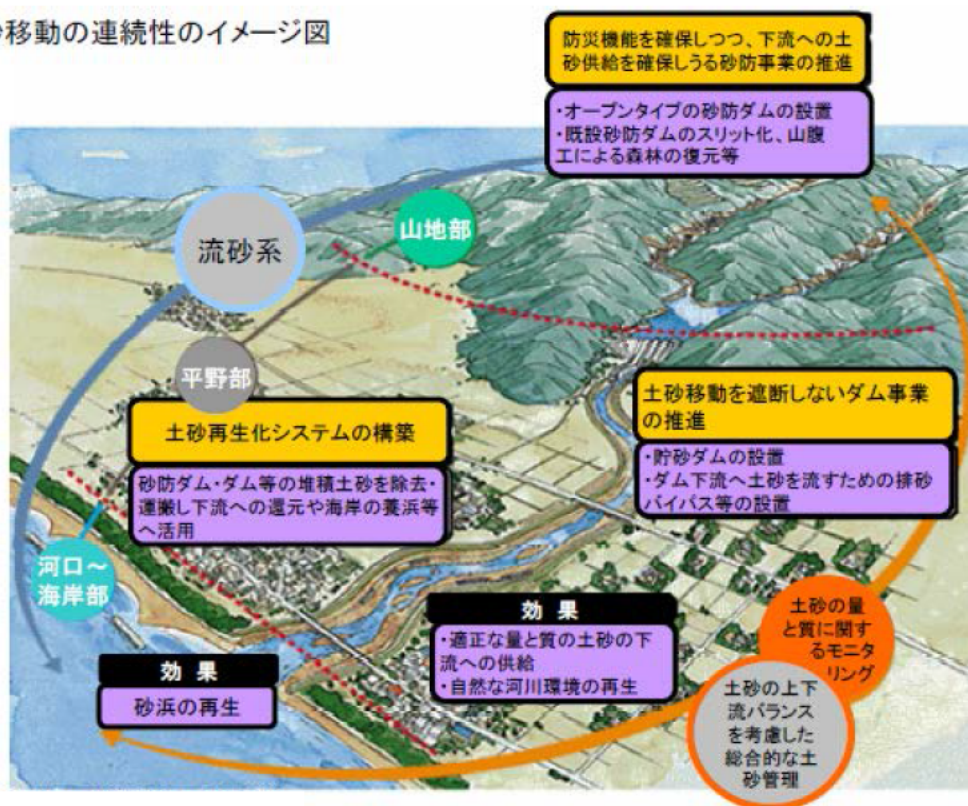 砂移動の連続性のイメージ図
防災機能を確保しつつ、下流への土
砂供給を確保しうる砂防事業の推進
・オープンタイプの砂防ダムの設置
・既設砂防ダムのスリット化、山腹
工による森林の復元等
流砂系
山地部
平野部
土砂再生化システムの構築
砂防ダム・ダム等の堆積土砂を除去・
運搬し下流への還元や海岸の養浜等
へ活用
土砂移動を遮断しないダム事業
の推進
・貯砂ダムの設置
・ダム下流へ土砂を流すための排砂
バイパス等の設置
河口～
海岸部
効 果
砂浜の再生
効 果
・適正な量と質の土砂の下
流への供給
・自然な河川環境の再生
土砂の量
と質に関す
るモニタ
リング
土砂の上下
流バランス
を考慮した
総合的な土
砂管理